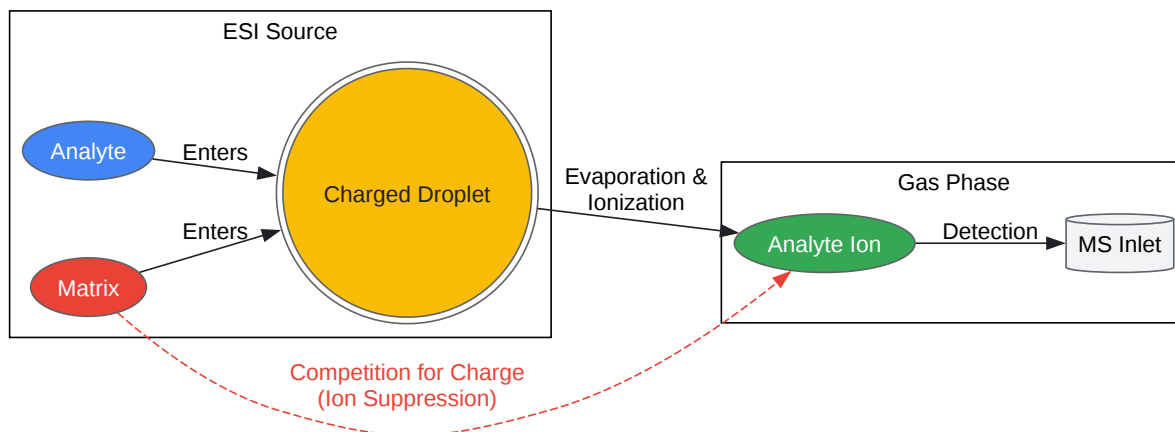 ESI Source
Analyte
Enters
Charged Droplet
Enters
Matrix
Evaporation &
Ionization
Gas Phase
Analyte Ion
Detection
MS Inlet
Competition for Charge
(Ion Suppression)